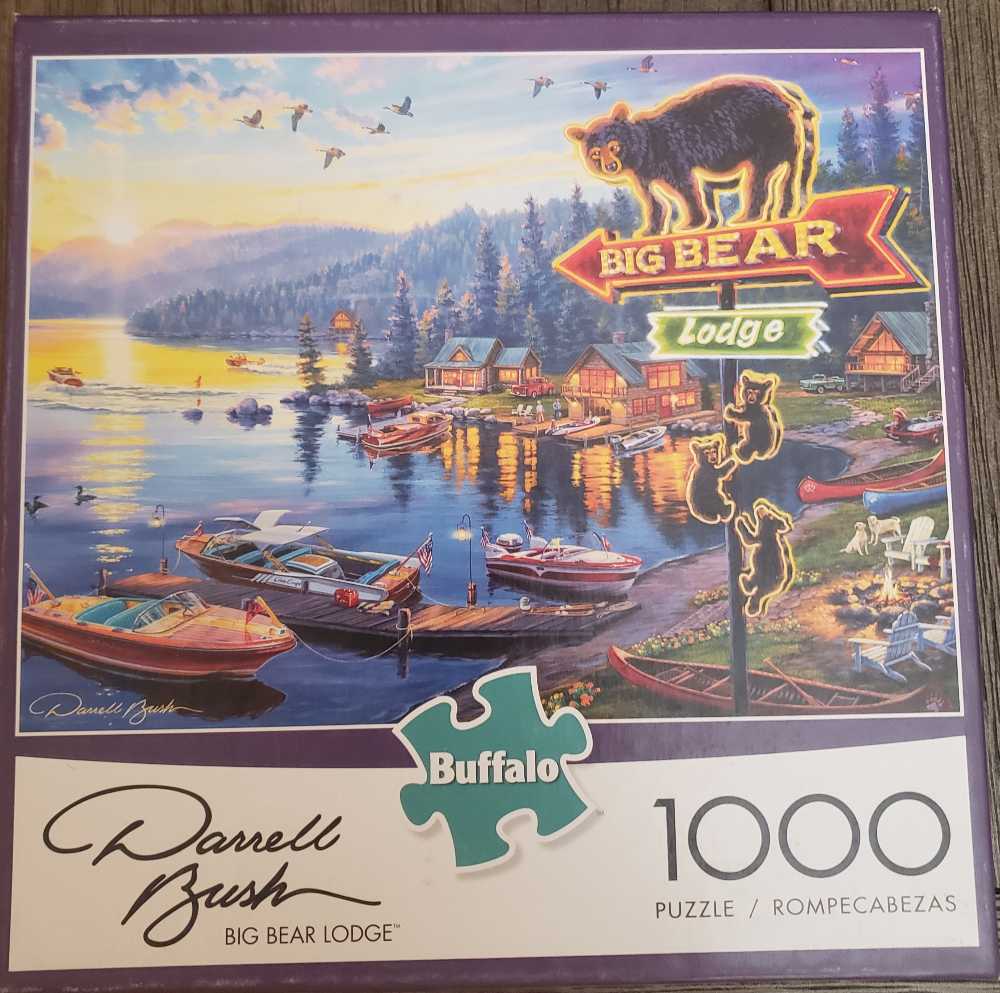 BIG BEAR
Lodge
Darrell Bush
Buffalo
Darrell
Bush
BIG BEAR LODGE™
1000
PUZZLE / ROMPECABEZAS